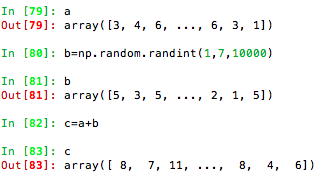 In [79]: a
Out[79]: array([3, 4, 6, ..., 6, 3, 1])
In [80]: b=np.random.randint(1,7,10000)
In [81]: b
Out[81]: array([5, 3, 5, ..., 2, 1, 5])
In [82]: c=a+b
In [83]: c
Out[83]: array([ 8,  7, 11, ...,  8,  4,  6])